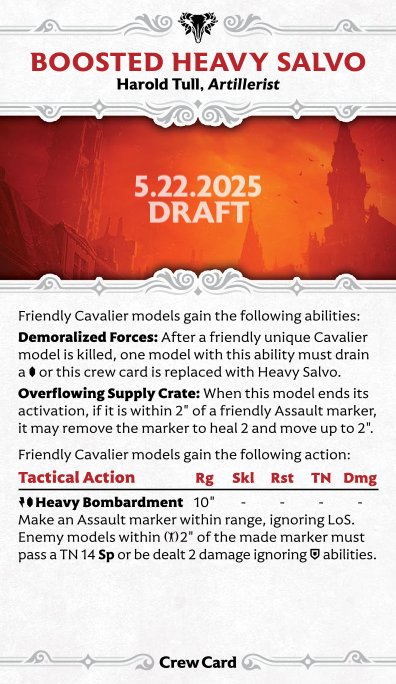 BOOSTED HEAVY SALVO
Harold Tull, Artillerist
5.22.2025
DRAFT
Friendly Cavalier models gain the following abilities:
Demoralized Forces: After a friendly unique Cavalier
model is killed, one model with this ability must drain
a or this crew card is replaced with Heavy Salvo.
Overflowing Supply Crate: When this model ends its
activation, if it is within 2" of a friendly Assault marker,
it may remove the marker to heal 2 and move up to 2".
Friendly Cavalier models gain the following action:
Tactical Action Rg Skl Rst TN Dmg
Heavy Bombardment 10" - - - -
Make an Assault marker within range, ignoring LoS.
Enemy models within 2" of the made marker must
pass a TN 14 Sp or be dealt 2 damage ignoring abilities.
Crew Card